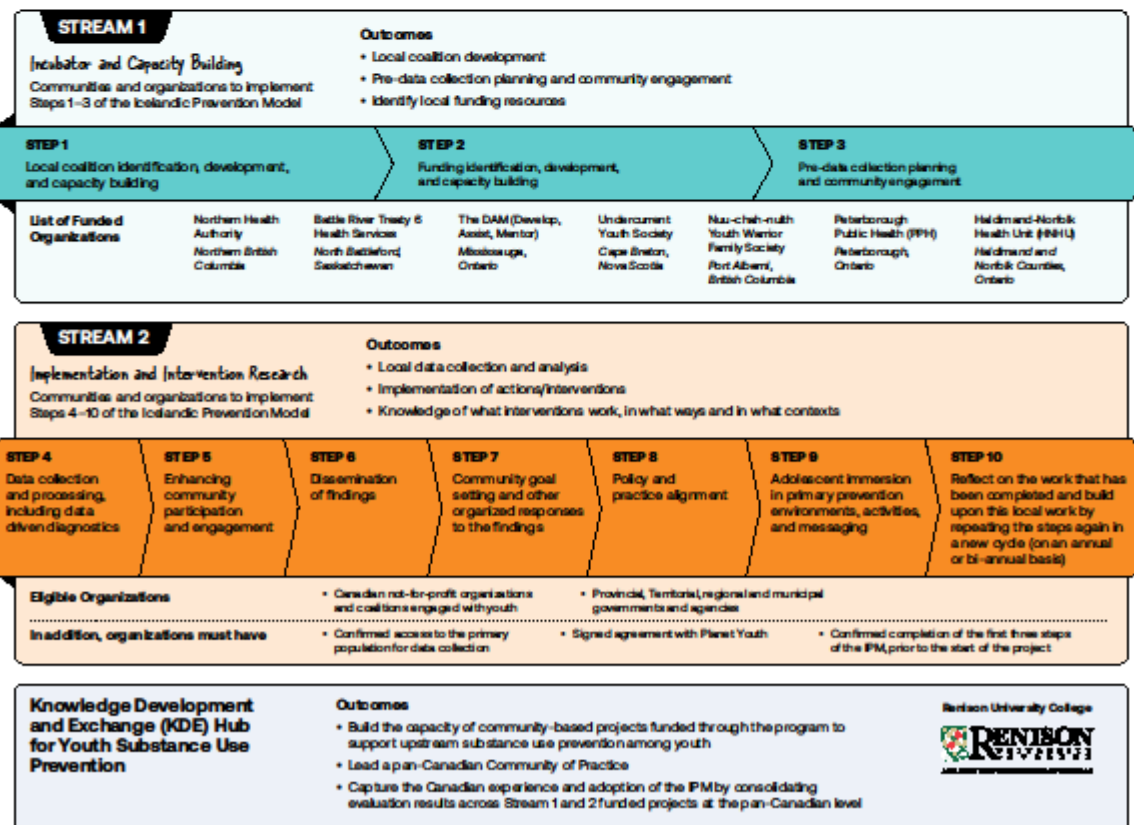 STREAM 1
Incubator and Capacity Building
Communities and organizations to implement
Steps 1–3 of the Icelandic Prevention Model
Outcomes
• Local coalition development
• Pre-data collection planning and community engagement
• Identify local funding resources
STEP 1
Local coalition identification, development,
and capacity building
STEP 2
Funding identification, development,
and capacity building
STEP 3
Pre-data collection planning
and community engagement
List of Funded
Organizations
Northern Health
Authority
Northern British
Columbia
Battle River Treaty 6
Health Services
North Battleford,
Saskatchewan
The DAM (Develop,
Assist, Mentor)
Mississauga,
Ontario
Undercurrent
Youth Society
Cape Breton,
Nova Scotia
Nuu-chah-nulth
Youth Warrior
Family Society
Port Alberni,
British Columbia
Peterborough
Public Health (PPH)
Peterborough,
Ontario
Haldimand-Norfolk
Health Unit (HNHU)
Haldimand and
Norfolk Counties,
Ontario
STREAM 2
Implementation and Intervention Research
Communities and organizations to implement
Steps 4–10 of the Icelandic Prevention Model
Outcomes
• Local data collection and analysis
• Implementation of actions/interventions
• Knowledge of what interventions work, in what ways and in what contexts
STEP 4
Data collection
and processing,
including data
driven diagnostics
STEP 5
Enhancing
community
participation
and engagement
STEP 6
Dissemination
of findings
STEP 7
Community goal
setting and other
organized responses
to the findings
STEP 8
Policy and
practice alignment
STEP 9
Adolescent immersion
in primary prevention
environments, activities,
and messaging
STEP 10
Reflect on the work that has
been completed and build
upon this local work by
repeating the steps again in
a new cycle (on an annual
or bi-annual basis)
Eligible Organizations
• Canadian not-for-profit organizations
and coalitions engaged with youth
• Provincial, Territorial, regional and municipal
governments and agencies
In addition, organizations must have
• Confirmed access to the primary
population for data collection
• Signed agreement with Planet Youth
• Confirmed completion of the first three steps
of the IPM, prior to the start of the project
Knowledge Development
and Exchange (KDE) Hub
for Youth Substance Use
Prevention
Outcomes
• Build the capacity of community-based projects funded through the program to
support upstream substance use prevention among youth
• Lead a pan-Canadian Community of Practice
• Capture the Canadian experience and adoption of the IPM by consolidating
evaluation results across Stream 1 and 2 funded projects at the pan-Canadian level
Renison University College
RENISON